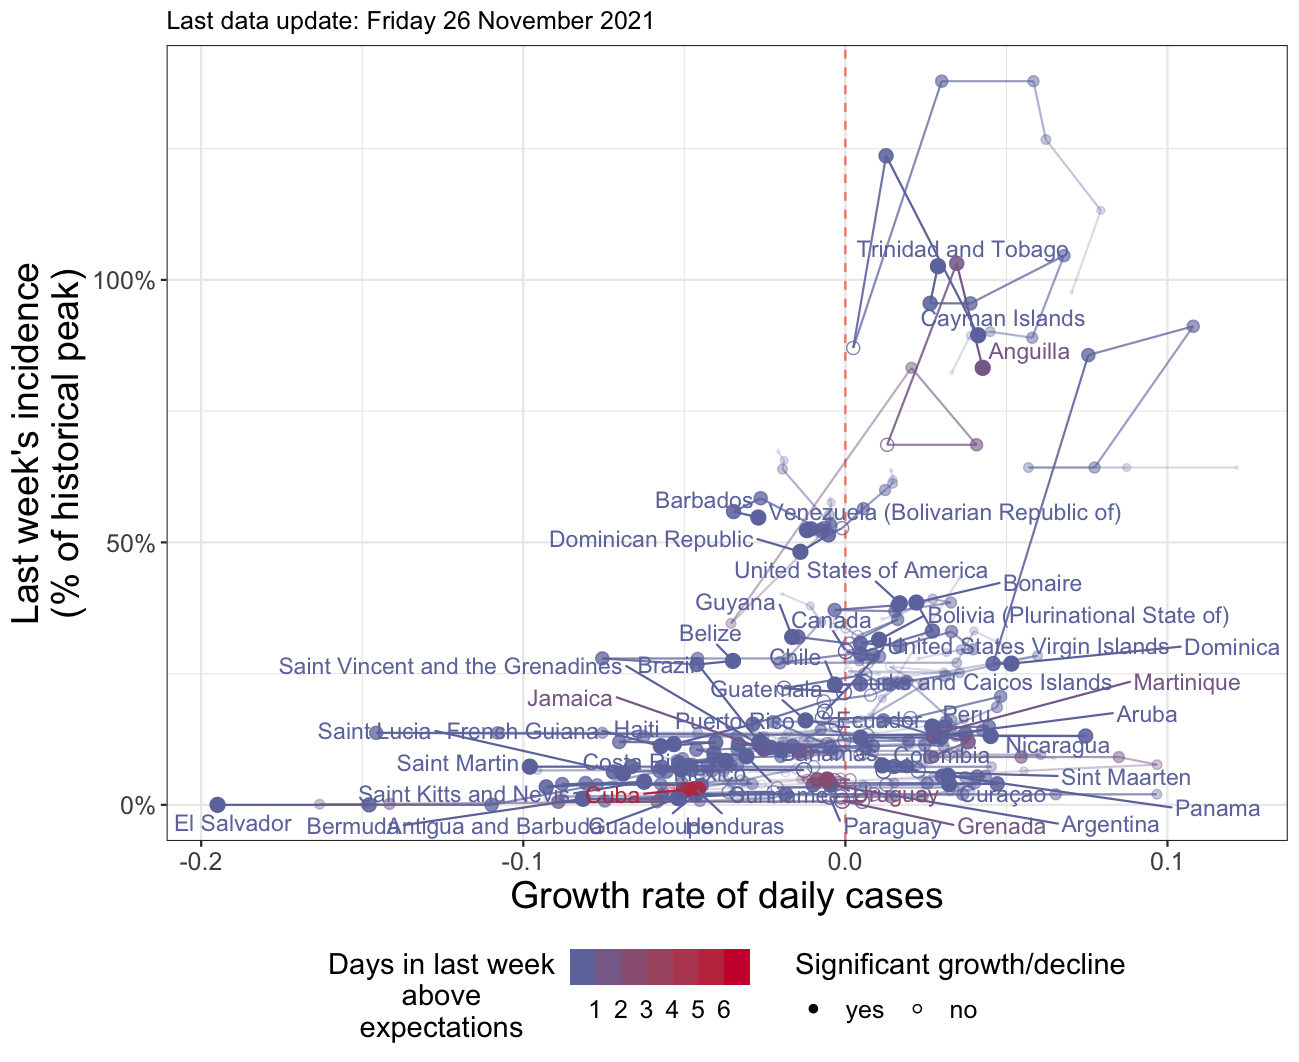 Last data update: Friday 26 November 2021
Last week's incidence
(% of historical peak)
100%
50%
0%
Trinidad and Tobago
Cayman Islands
Anguilla
Barbados
Venezuela (Bolivarian Republic of)
Dominican Republic
United States of America
Bonaire
Guyana
Canada
Bolivia (Plurinational State of)
Belize
United States Virgin Islands
Dominica
Saint Vincent and the Grenadines
Brazil
Chile
Guatemala
Turks and Caicos Islands
Martinique
Jamaica
Puerto Rico
Ecuador
Peru
Aruba
Saint Lucia
French Guiana
Haiti
Nicaragua
Saint Martin
Costa Rica
Mexico
Bahamas
Colombia
Sint Maarten
Saint Kitts and Nevis
Cuba
Suriname
Uruguay
Curaçao
Panama
El Salvador
Bermuda
Antigua and Barbuda
Guadeloupe
Honduras
Paraguay
Grenada
Argentina
-0.2
-0.1
0.0
0.1
Growth rate of daily cases
Days in last week
above
expectations
1 2 3 4 5 6
Significant growth/decline
yes
no